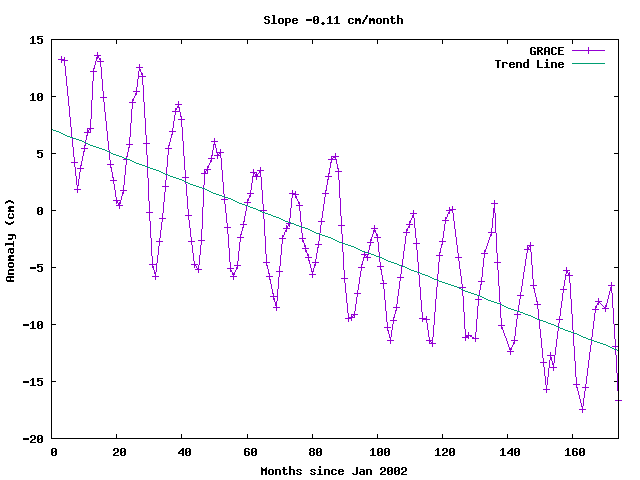 Slope -0.11 cm/month
GRACE
Trend Line
15
10
5
0
-5
-10
-15
-20
Anomaly (cm)
0 20 40 60 80 100 120 140 160
Months since Jan 2002